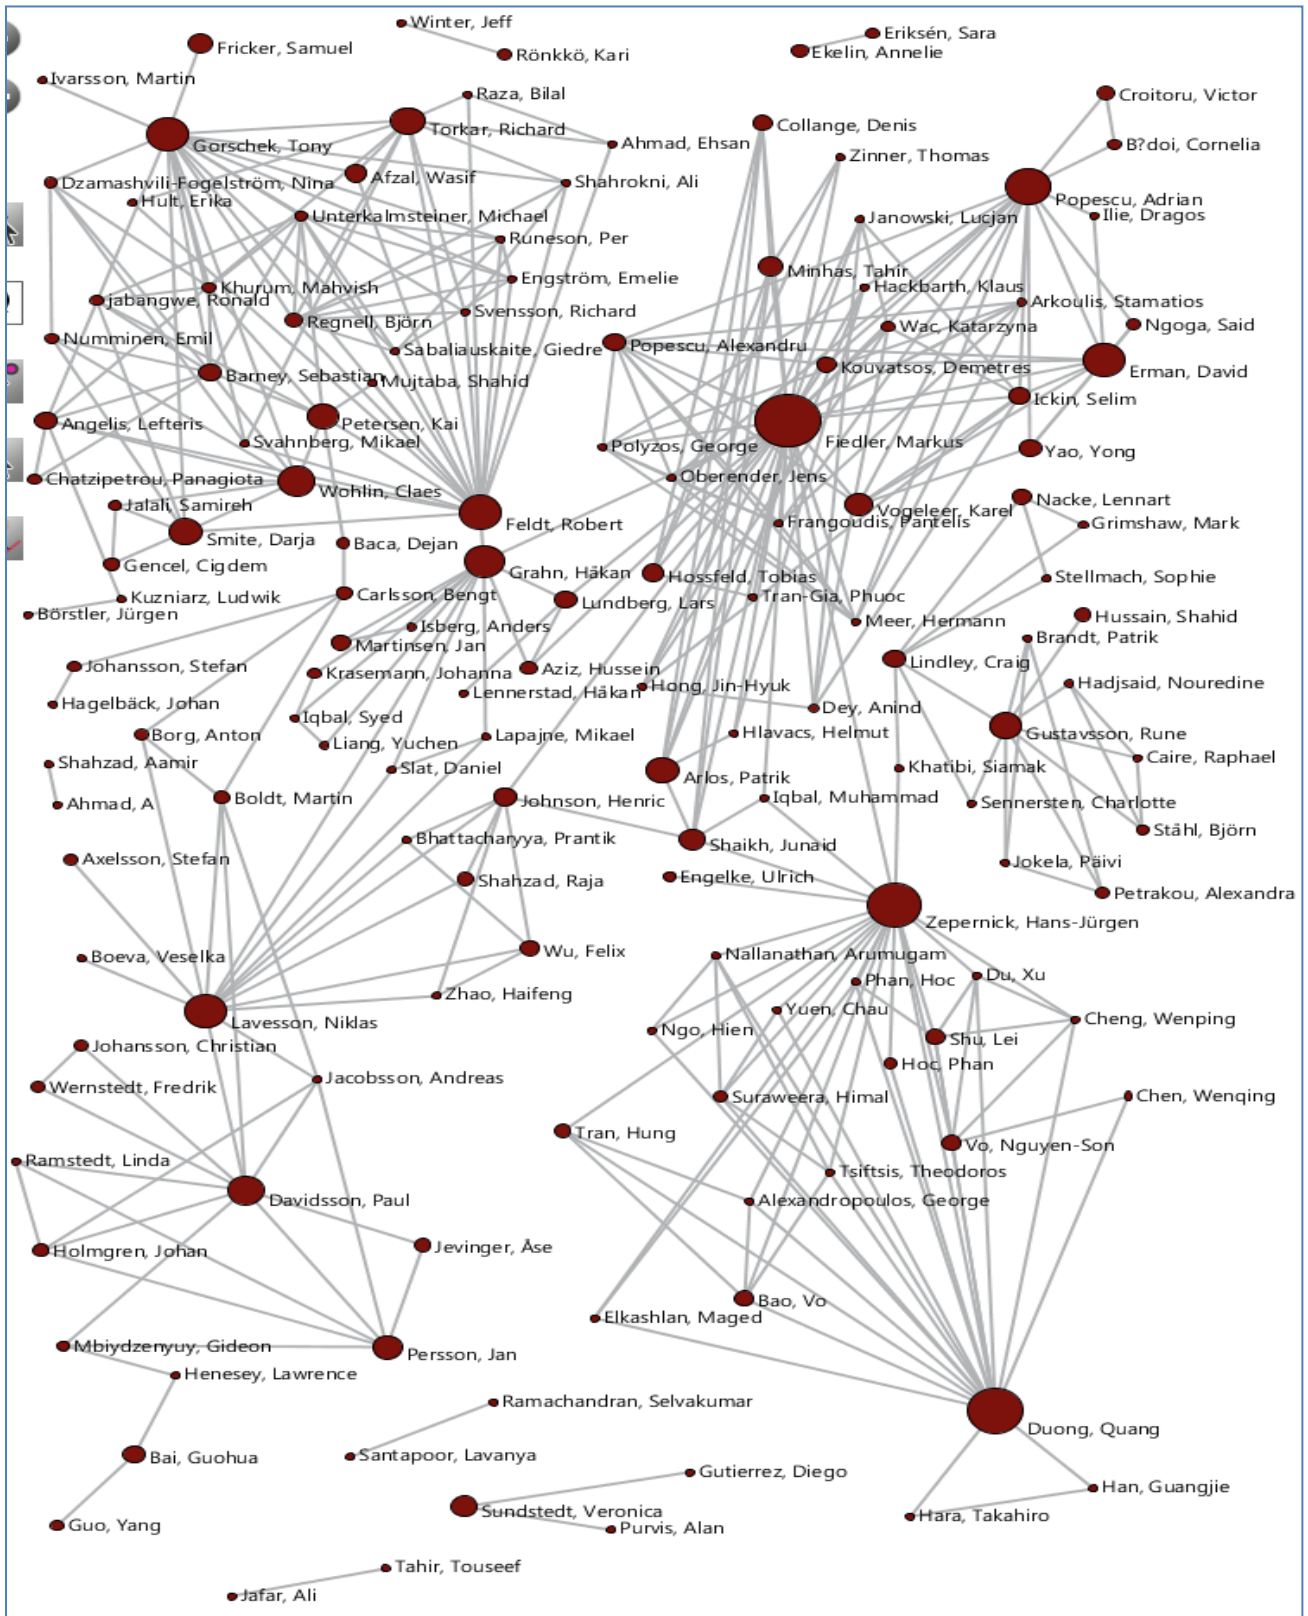 Winter, Jeff
Eriksén, Sara
Fricker, Samuel
Rönkkö, Kari
Ekelin, Annelie
Ivarsson, Martin
Raza, Bilal
Croitoru, Victor
Torkar, Richard
Collange, Denis
Gorschek, Tony
Ahmad, Ehsan
B?doi, Cornelia
Zinner, Thomas
Dzamashvili-Fogelström, Nina
Afzal, Wasif
Shahrokni, Ali
Hult, Erika
Popescu, Adrian
Unterkalmsteiner, Michael
Janowski, Lucjan
Ilie, Dragos
Runeson, Per
Minhas, Tahir
Engström, Emelie
Khurum, Mahvish
Hackbarth, Klaus
jabangwe, Ronald
Arkoulis, Stamatios
Svensson, Richard
Regnell, Björn
Wac, Katarzyna
Ngoga, Said
Numminen, Emil
Sabaliauskaite, Giedre
Popescu, Alexandru
Kouvatsos, Demetres
Erman, David
Barney, Sebastian
Mujtaba, Shahid
Ickin, Selim
Angelis, Lefteris
Petersen, Kai
Svahnberg, Mikael
Polyzos, George
Fiedler, Markus
Yao, Yong
Chatzipetrou, Panagiota
Oberender, Jens
Wohlin, Claes
Nacke, Lennart
Jalali, Samireh
Vogeleer, Karel
Feldt, Robert
Frangoudis, Pantelis
Grimshaw, Mark
Smite, Darja
Baca, Dejan
Gencel, Cigdem
Grahn, Håkan
Hossfeld, Tobias
Stellmach, Sophie
Kuzniarz, Ludwik
Carlsson, Bengt
Lundberg, Lars
Tran-Gia, Phuoc
Börstler, Jürgen
Hussain, Shahid
Isberg, Anders
Meer, Hermann
Brandt, Patrik
Martinsen, Jan
Lindley, Craig
Johansson, Stefan
Krasemann, Johanna
Aziz, Hussein
Hadjsaid, Nouredine
Lennerstad, Håkan
Hong, Jin-Hyuk
Hagelbäck, Johan
Dey, Anind
Iqbal, Syed
Borg, Anton
Lapajne, Mikael
Hlavacs, Helmut
Gustavsson, Rune
Liang, Yuchen
Shahzad, Aamir
Slat, Daniel
Khatibi, Siamak
Caire, Raphael
Arlos, Patrik
Ahmad, A
Boldt, Martin
Johnson, Henric
Iqbal, Muhammad
Sennersten, Charlotte
Bhattacharyya, Prantik
Shaikh, Junaid
Ståhl, Björn
Axelsson, Stefan
Jokela, Päivi
Shahzad, Raja
Engelke, Ulrich
Petrakou, Alexandra
Zepernick, Hans-Jürgen
Boeva, Veselka
Wu, Felix
Nallanathan, Arumugam
Zhao, Haifeng
Phan, Hoc
Du, Xu
Lavesson, Niklas
Yuen, Chau
Cheng, Wenping
Ngo, Hien
Shu, Lei
Johansson, Christian
Hoc, Phan
Wernstedt, Fredrik
Jacobsson, Andreas
Suraweera, Himal
Chen, Wenqing
Tran, Hung
Vo, Nguyen-Son
Ramstedt, Linda
Tsiftsis, Theodoros
Davidsson, Paul
Alexandropoulos, George
Holmgren, Johan
Jevinger, Åse
Bao, Vo
Elkashlan, Maged
Mbiydzenyuy, Gideon
Persson, Jan
Henesey, Lawrence
Ramachandran, Selvakumar
Duong, Quang
Bai, Guohua
Santapoor, Lavanya
Gutierrez, Diego
Han, Guangjie
Sundstedt, Veronica
Hara, Takahiro
Guo, Yang
Purvis, Alan
Tahir, Touseef
Jafar, Ali